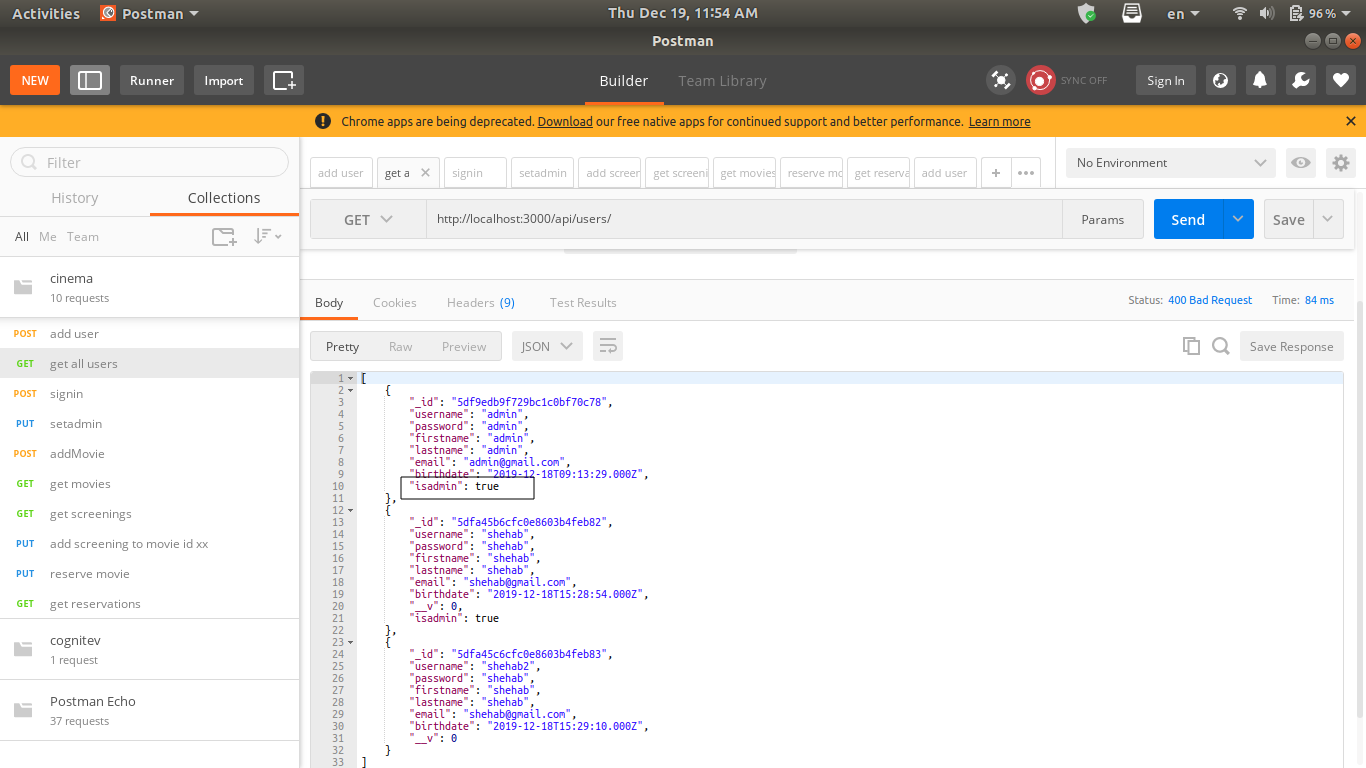 Activities Postman Thu Dec 19, 11:54 AM en 96%
Postman
NEW Runner Import Builder Team Library SYNC OFF Sign In
Chrome apps are being deprecated. Download our free native apps for continued support and better performance. Learn more
Filter
History Collections
All Me Team
cinema
10 requests
POST add user
GET get all users
POST signin
PUT setadmin
POST addMovie
GET get movies
GET get screenings
PUT add screening to movie id xx
PUT reserve movie
GET get reservations
cognitev
1 request
Postman Echo
37 requests
add user get a signin setadmin add screer get screeni get movies reserve mo get reserva add user + ••• No Environment
GET http://localhost:3000/api/users/ Params Send Save
Body Cookies Headers (9) Test Results Status: 400 Bad Request Time: 84 ms
Pretty Raw Preview JSON Save Response
1 [
2 {
3 "_id": "5df9edb9f729bc1c0bf70c78",
4 "username": "admin",
5 "password": "admin",
6 "firstname": "admin",
7 "lastname": "admin",
8 "email": "admin@gmail.com",
9 "birthdate": "2019-12-18T09:13:29.000Z",
10 "isadmin": true
11 },
12 {
13 "_id": "5dfa45b6cfc0e8603b4feb82",
14 "username": "shehab",
15 "password": "shehab",
16 "firstname": "shehab",
17 "lastname": "shehab",
18 "email": "shehab@gmail.com",
19 "birthdate": "2019-12-18T15:28:54.000Z",
20 "__v": 0,
21 "isadmin": true
22 },
23 {
24 "_id": "5dfa45c6cfc0e8603b4feb83",
25 "username": "shehab2",
26 "password": "shehab",
27 "firstname": "shehab",
28 "lastname": "shehab",
29 "email": "shehab@gmail.com",
30 "birthdate": "2019-12-18T15:29:10.000Z",
31 "__v": 0
32 }
33 ]